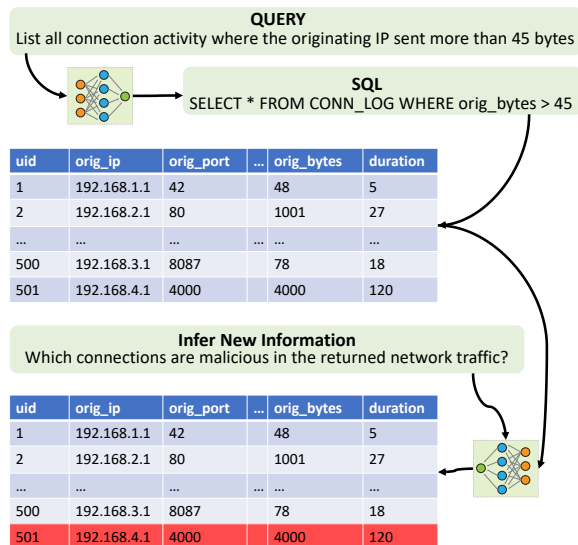 QUERY
List all connection activity where the originating IP sent more than 45 bytes
SQL
SELECT * FROM CONN_LOG WHERE orig_bytes > 45
uid orig_ip orig_port ... orig_bytes duration
1 192.168.1.1 42 48 5
2 192.168.2.1 80 1001 27
... ... ... ... ... ...
500 192.168.3.1 8087 78 18
501 192.168.4.1 4000 4000 120
Infer New Information
Which connections are malicious in the returned network traffic?
uid orig_ip orig_port ... orig_bytes duration
1 192.168.1.1 42 48 5
2 192.168.2.1 80 1001 27
... ... ... ... ... ...
500 192.168.3.1 8087 78 18
501 192.168.4.1 4000 4000 120